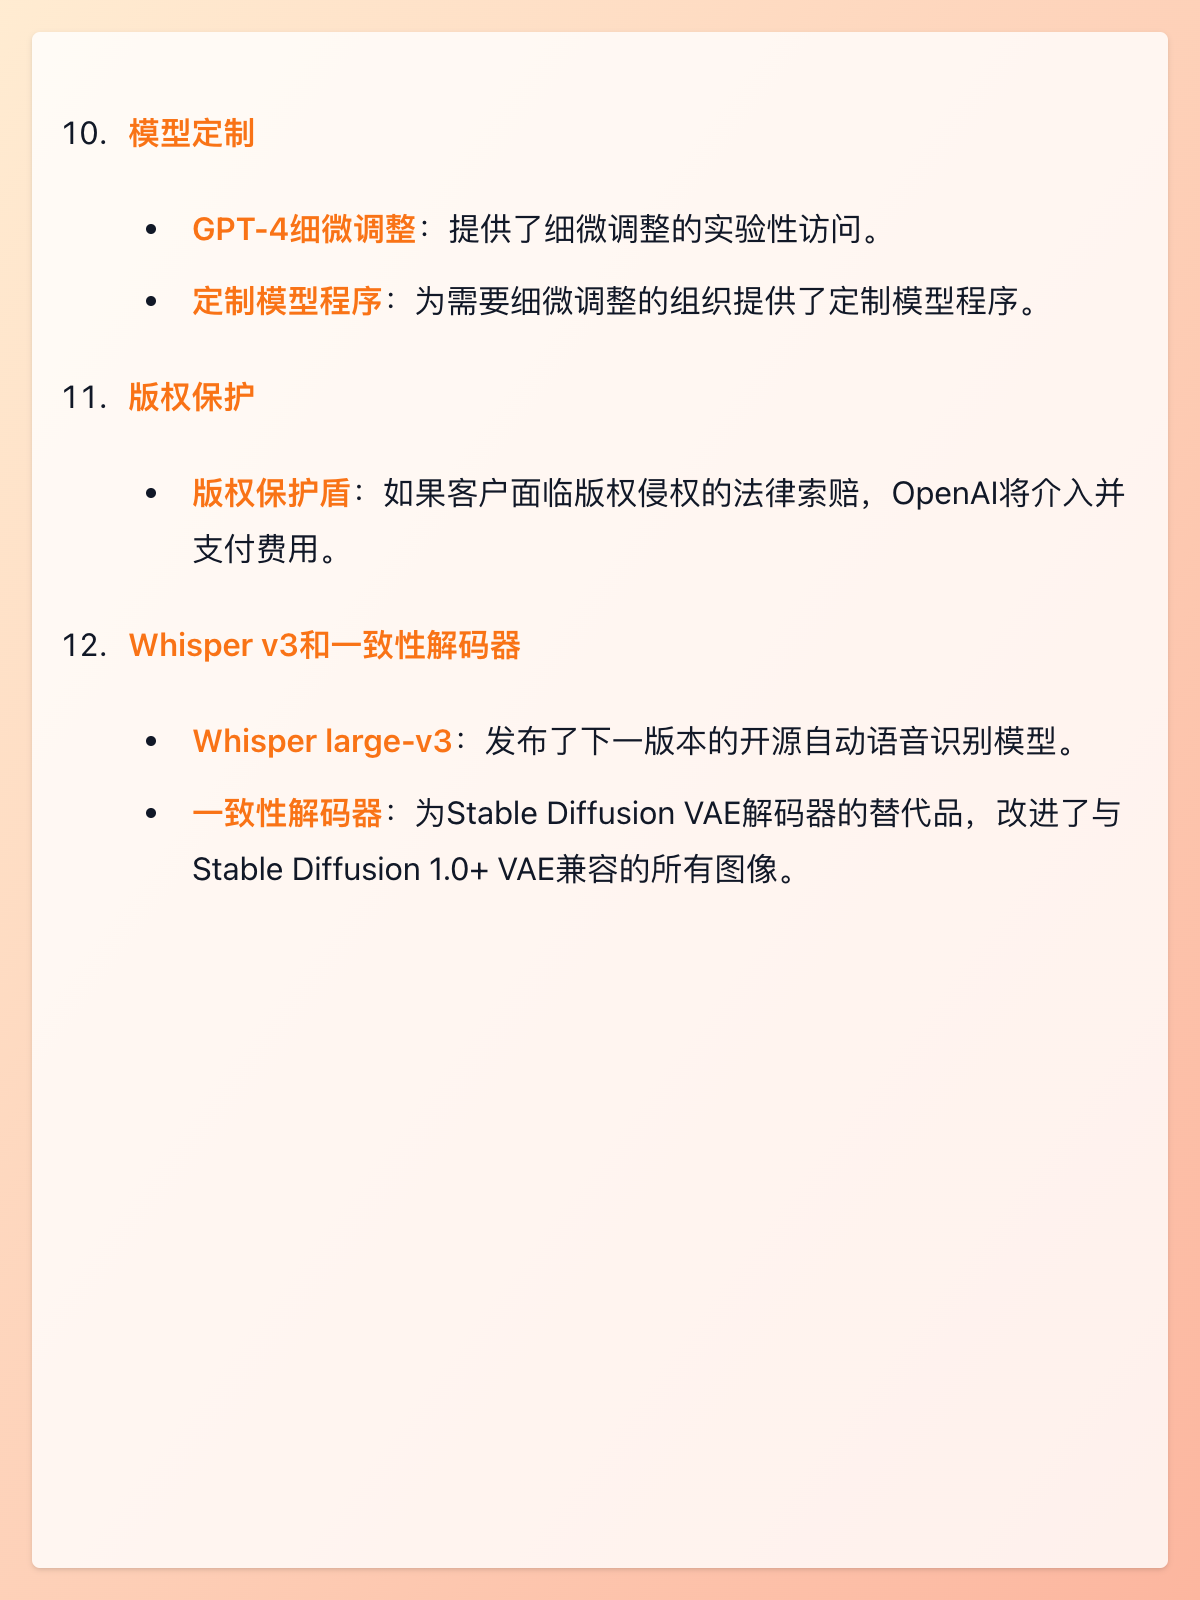 10. 模型定制
• GPT-4细微调整：提供了细微调整的实验性访问。
• 定制模型程序：为需要细微调整的组织提供了定制模型程序。
11. 版权保护
• 版权保护盾：如果客户面临版权侵权的法律索赔，OpenAI将介入并
支付费用。
12. Whisper v3和一致性解码器
• Whisper large-v3：发布了下一版本的开源自动语音识别模型。
• 一致性解码器：为Stable Diffusion VAE解码器的替代品，改进了与
Stable Diffusion 1.0+ VAE兼容的所有图像。